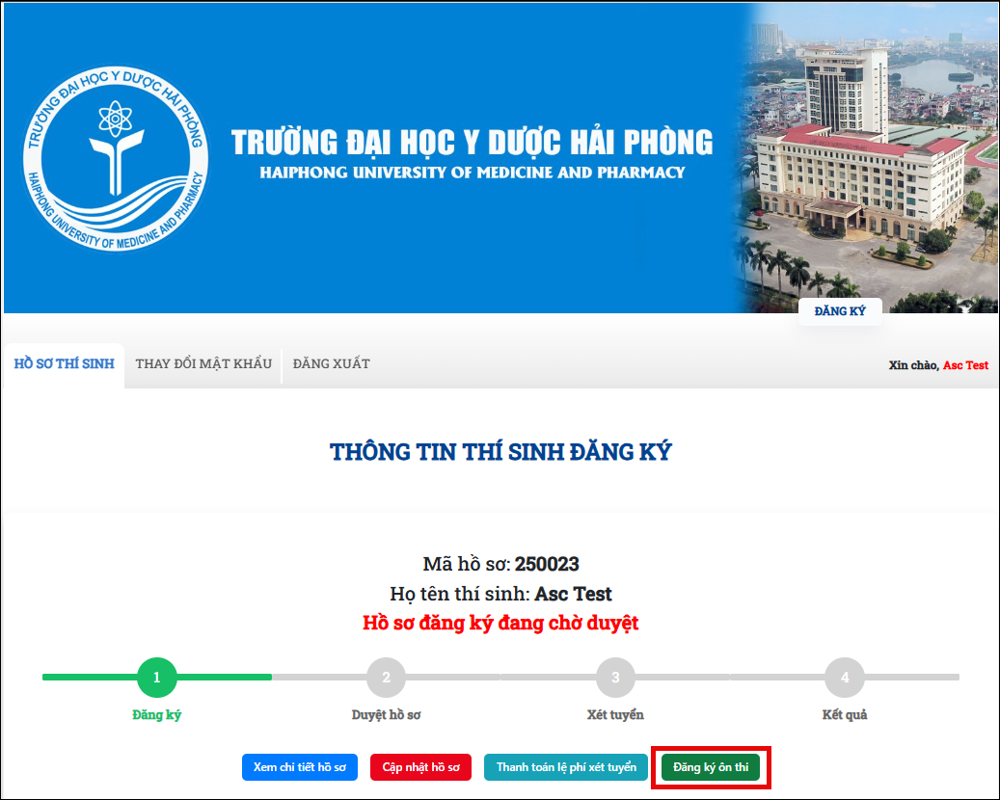 TRƯỜNG ĐẠI HỌC Y DƯỢC HẢI PHÒNG
HAIPHONG UNIVERSITY OF MEDICINE AND PHARMACY
TRƯỜNG ĐẠI HỌC Y DƯỢC HẢI PHÒNG
HAIPHONG UNIVERSITY OF MEDICINE AND PHARMACY
ĐĂNG KÝ
HỒ SƠ THÍ SINH THAY ĐỔI MẬT KHẨU ĐĂNG XUẤT Xin chào, Asc Test
THÔNG TIN THÍ SINH ĐĂNG KÝ
Mã hồ sơ: 250023
Họ tên thí sinh: Asc Test
Hồ sơ đăng ký đang chờ duyệt
1 2 3 4
Đăng ký Duyệt hồ sơ Xét tuyển Kết quả
Xem chi tiết hồ sơ Cập nhật hồ sơ Thanh toán lệ phí xét tuyển Đăng ký ôn thi